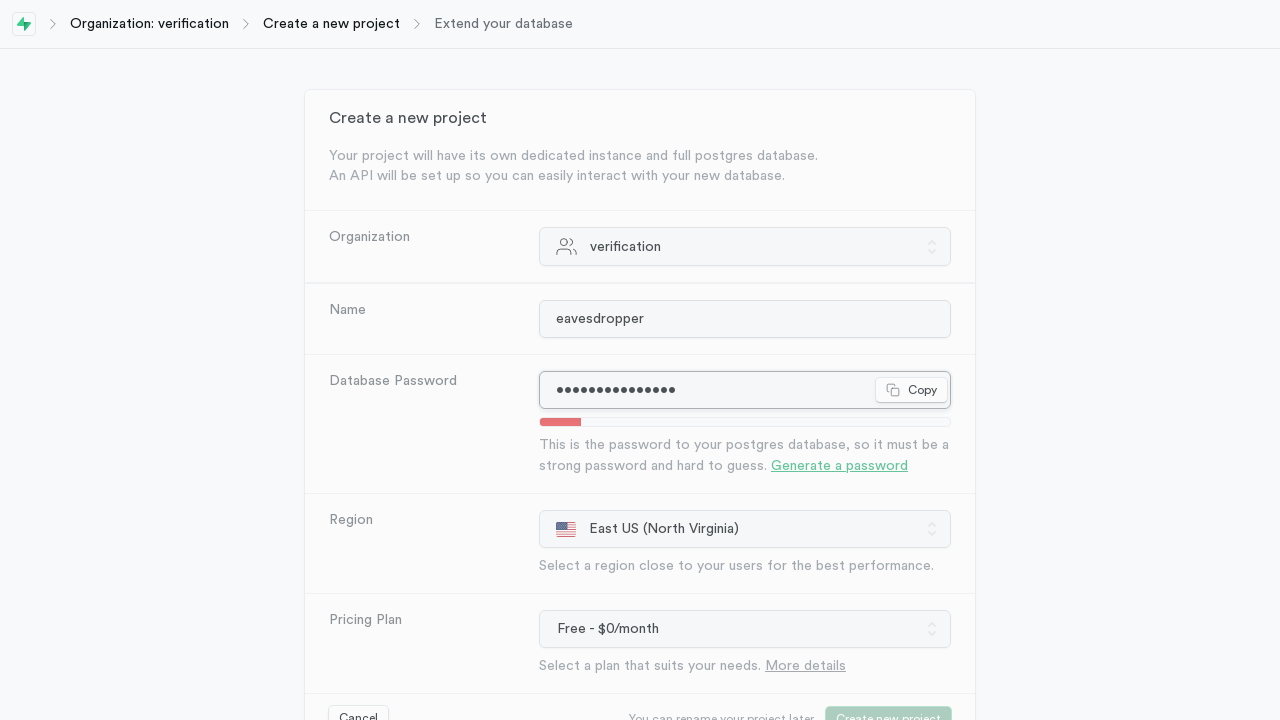 Organization: verification
Create a new project
Extend your database
Create a new project
Your project will have its own dedicated instance and full postgres database.
An API will be set up so you can easily interact with your new database.
Organization
verification
Name
eavesdropper
Database Password
•••••••••••••••
Copy
This is the password to your postgres database, so it must be a
strong password and hard to guess. Generate a password
Region
East US (North Virginia)
Select a region close to your users for the best performance.
Pricing Plan
Free - $0/month
Select a plan that suits your needs. More details
Cancel
You can rename your project later
Create new project